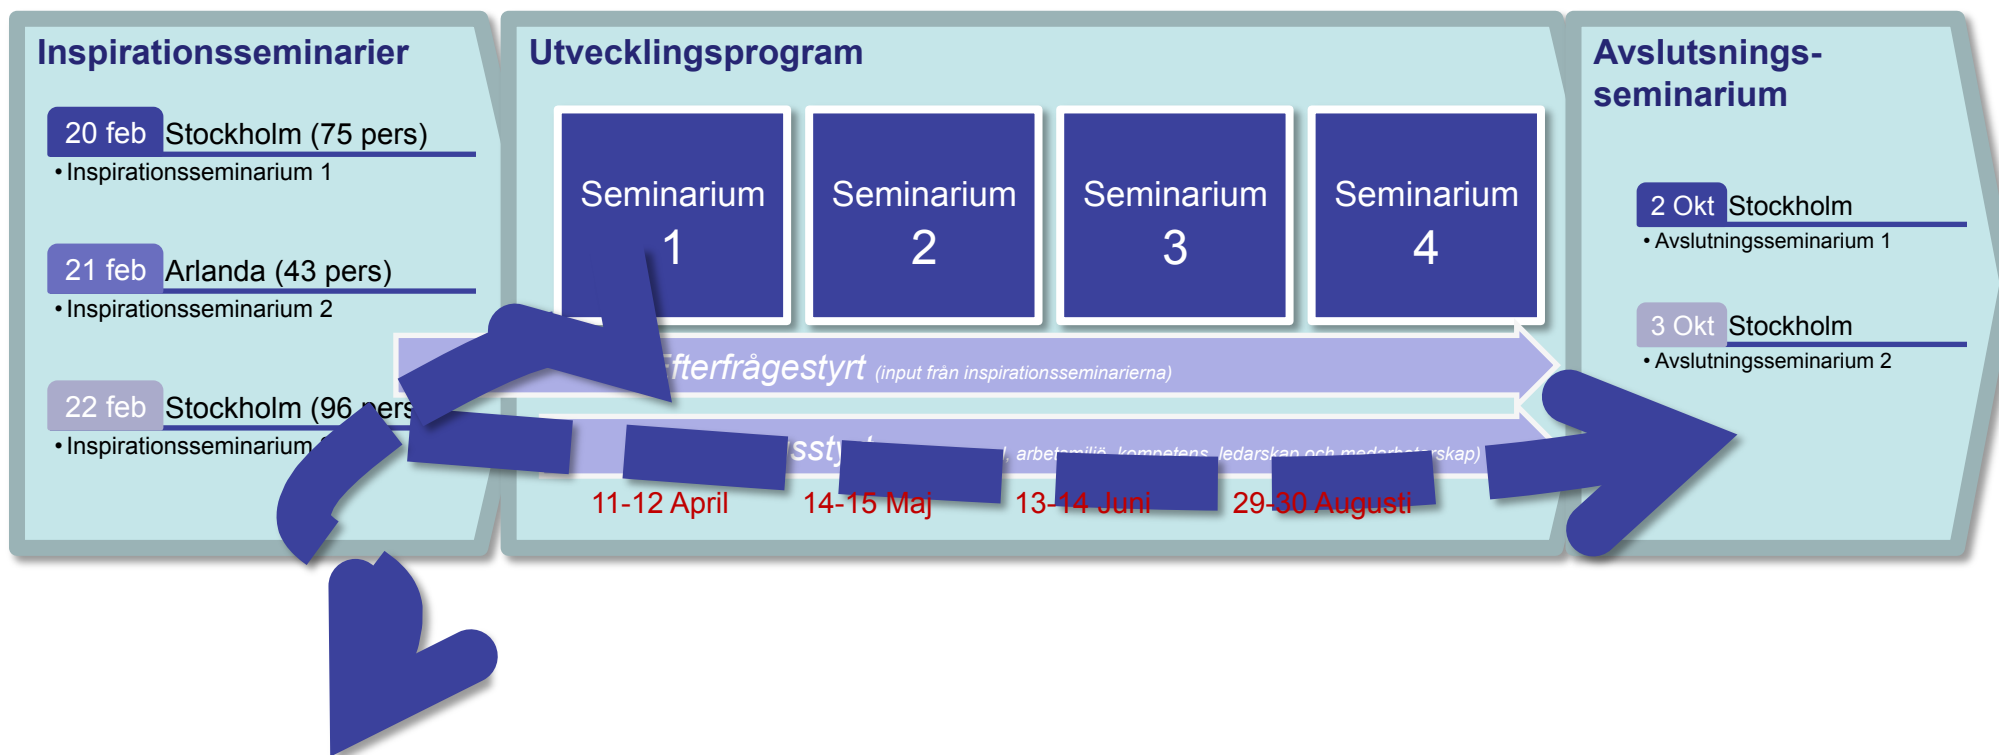 Inspirationsseminarier
20 feb Stockholm (75 pers)
• Inspirationsseminarium 1
21 feb Arlanda (43 pers)
• Inspirationsseminarium 2
22 feb Stockholm (96 pers
• Inspirationsseminarium
Utvecklingsprogram
Seminarium
1
Seminarium
2
Seminarium
3
Seminarium
4
Efterfrågestyrt (input från inspirationsseminarierna)
arbetsmiljö, kompetens, ledarskap och medarbetarskap)
11-12 April
14-15 Maj
13-14 Juni
29-30 Augusti
Avslutsnings-
seminarium
2 Okt Stockholm
• Avslutningsseminarium 1
3 Okt Stockholm
• Avslutningsseminarium 2